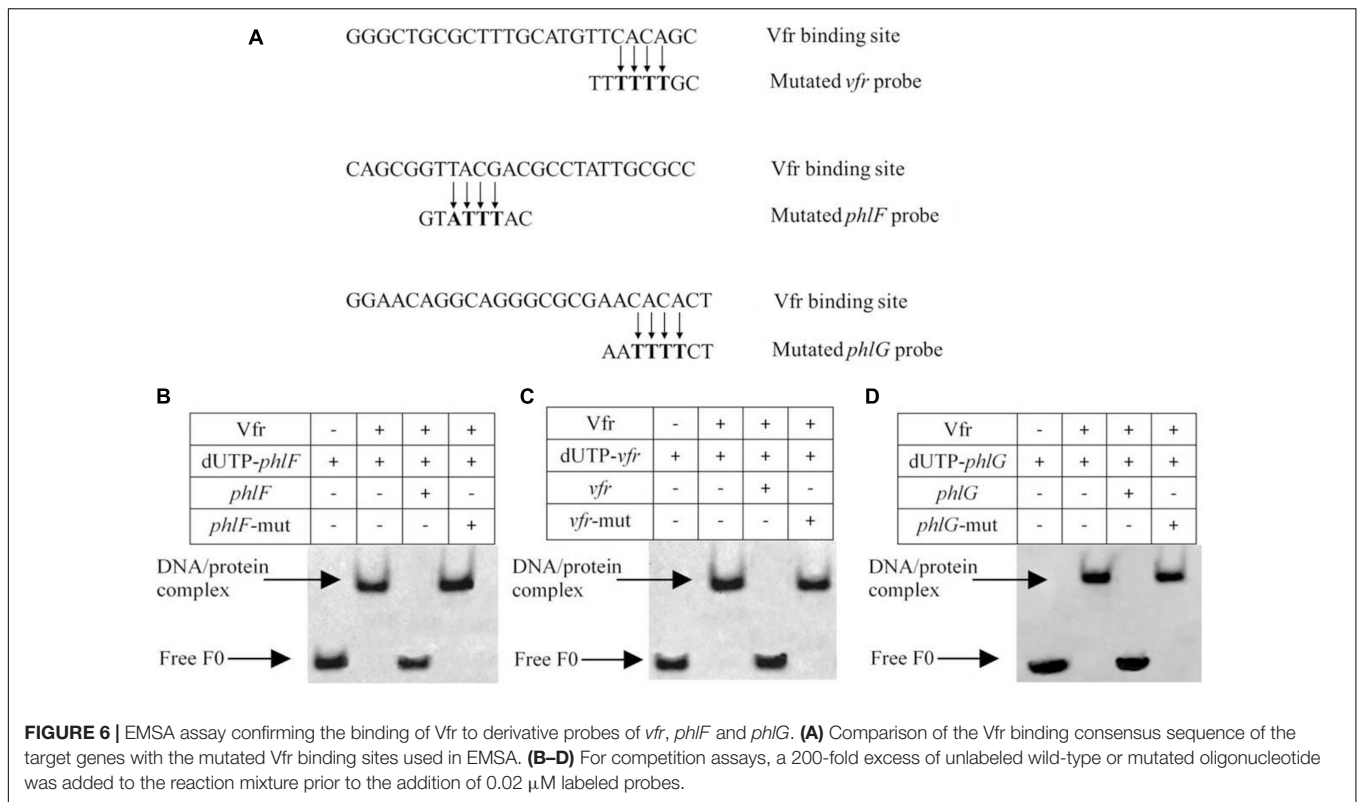 A
GGGCTGCGCTTTGCATGTTCACAGC Vfr binding site
TTTTTTGC Mutated vfr probe
CAGCGGTTACGACGCCTATTGCGCC Vfr binding site
GTATTTAC Mutated phlF probe
GGAACAGGCAGGGCGCGAACACACT Vfr binding site
AATTTTCT Mutated phlG probe
B
Vfr - + + +
dUTP-phlF + + + +
phlF - - + -
phlF-mut - - - +
DNA/protein
complex
Free F0
C
Vfr - + + +
dUTP-vfr + + + +
vfr - - + -
vfr-mut - - - +
DNA/protein
complex
Free F0
D
Vfr - + + +
dUTP-phlG + + + +
phlG - - + -
phlG-mut - - - +
DNA/protein
complex
Free F0
FIGURE 6 | EMSA assay confirming the binding of Vfr to derivative probes of vfr, phlF and phlG. (A) Comparison of the Vfr binding consensus sequence of the
target genes with the mutated Vfr binding sites used in EMSA. (B–D) For competition assays, a 200-fold excess of unlabeled wild-type or mutated oligonucleotide
was added to the reaction mixture prior to the addition of 0.02 μM labeled probes.